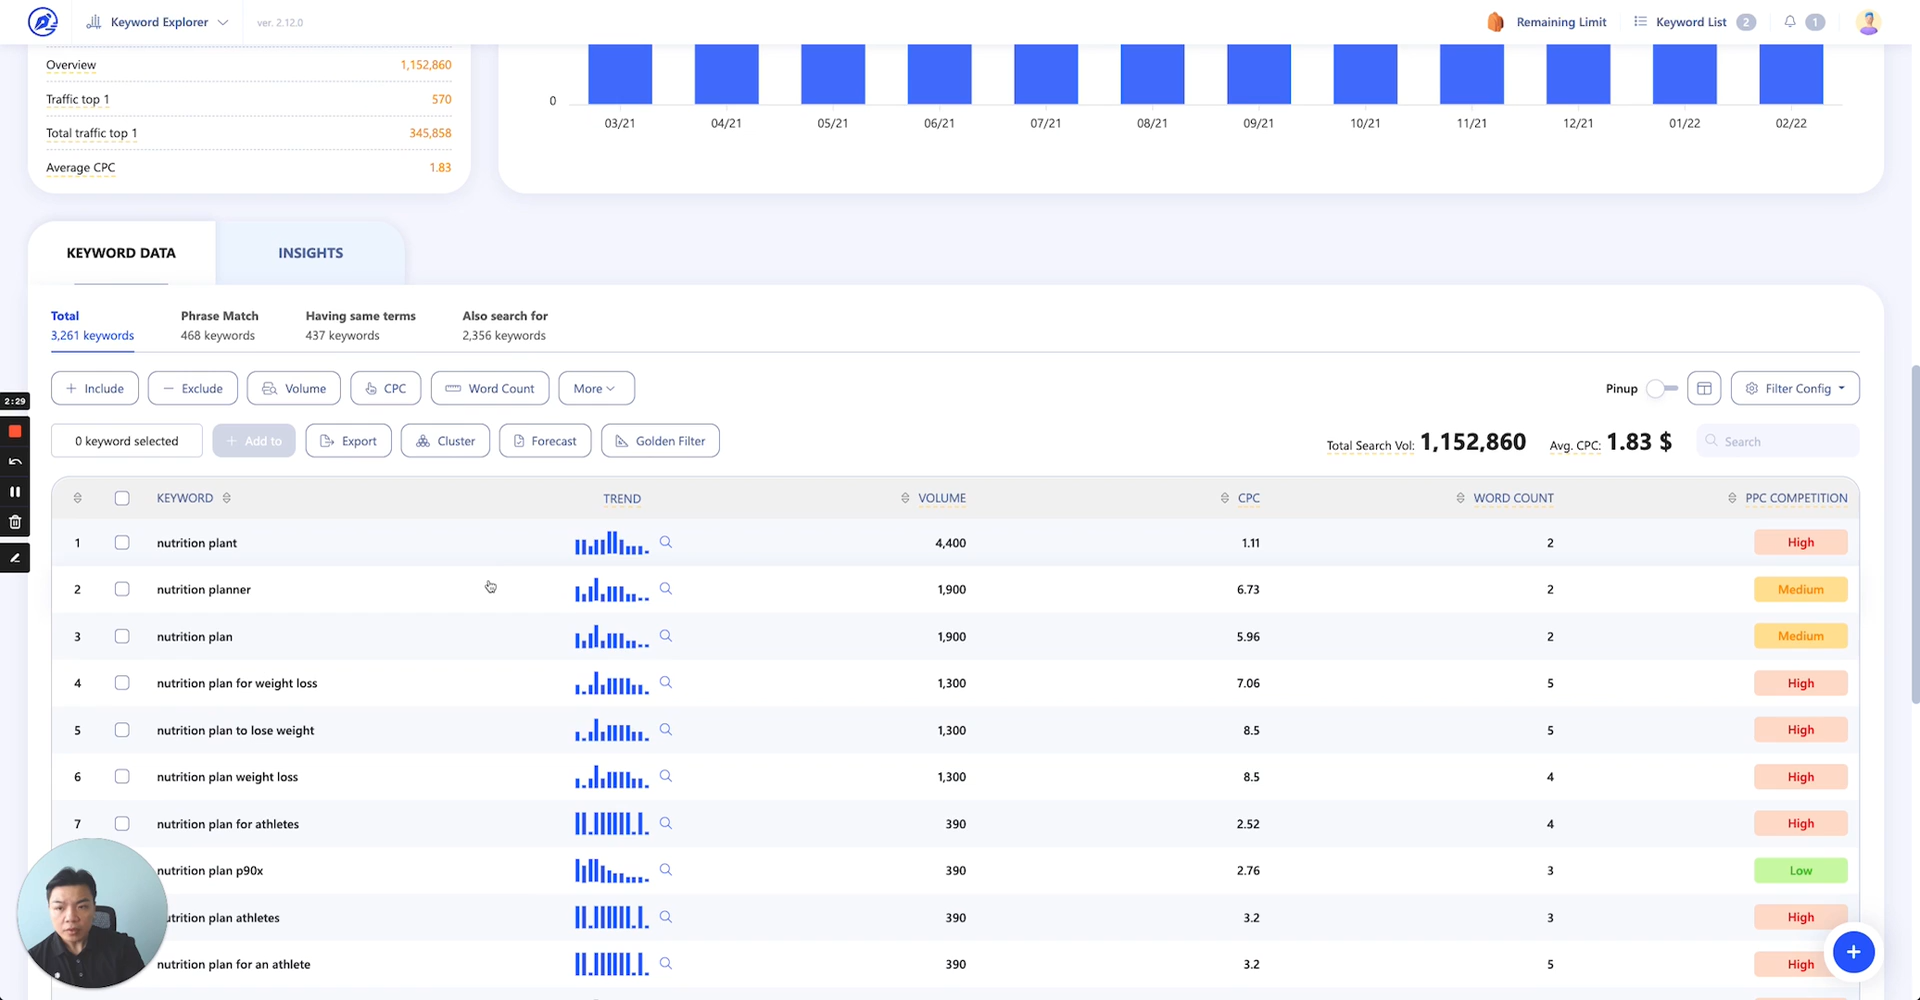 Keyword Explorer
ver. 2.12.0
Remaining Limit
Keyword List 2
1
Overview 1,152,860
Traffic top 1 570
Total traffic top 1 345,858
Average CPC 1.83
0
03/21 04/21 05/21 06/21 07/21 08/21 09/21 10/21 11/21 12/21 01/22 02/22
KEYWORD DATA INSIGHTS
Total Phrase Match Having same terms Also search for
3,261 keywords 468 keywords 437 keywords 2,356 keywords
+ Include — Exclude Volume CPC Word Count More
Pinup Filter Config
2:29
0 keyword selected + Add to Export Cluster Forecast Golden Filter
Total Search Vol: 1,152,860 Avg. CPC: 1.83 $ Search
KEYWORD TREND VOLUME CPC WORD COUNT PPC COMPETITION
1 nutrition plant 4,400 1.11 2 High
2 nutrition planner 1,900 6.73 2 Medium
3 nutrition plan 1,900 5.96 2 Medium
4 nutrition plan for weight loss 1,300 7.06 5 High
5 nutrition plan to lose weight 1,300 8.5 5 High
6 nutrition plan weight loss 1,300 8.5 4 High
7 nutrition plan for athletes 390 2.52 4 High
nutrition plan p90x 390 2.76 3 Low
utrition plan athletes 390 3.2 3 High
nutrition plan for an athlete 390 3.2 5 High
+